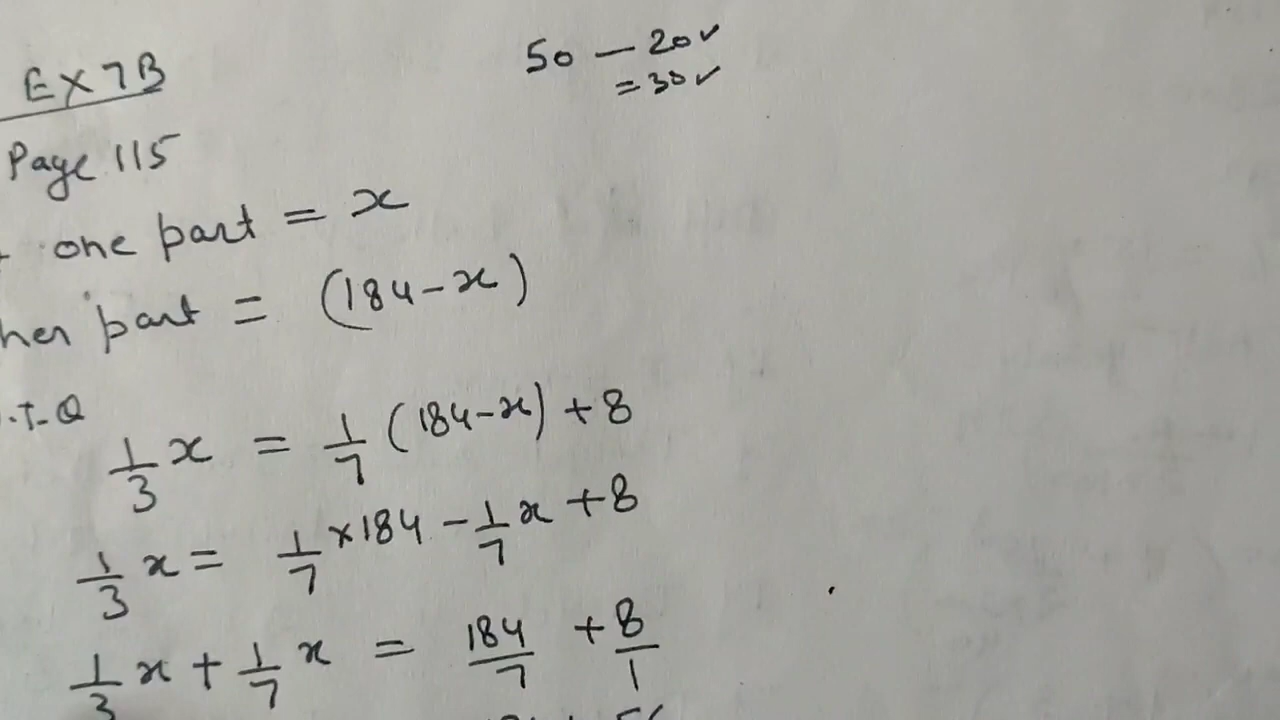 EX 7B
50 — 20✓
= 30✓
Page 115
one part = x
her part = (184-x)
.T-Q
1/3 x = 1/7 (184-x) + 8
1/3 x = 1/7 × 184 - 1/7 x + 8
1/3 x + 1/7 x = 184/7 + 8/1